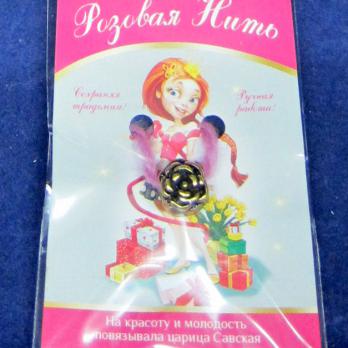 Розовая Нить
Сохраняя
традиции!
Ручная
работа!
На красоту и молодость
повязывала царица Савская